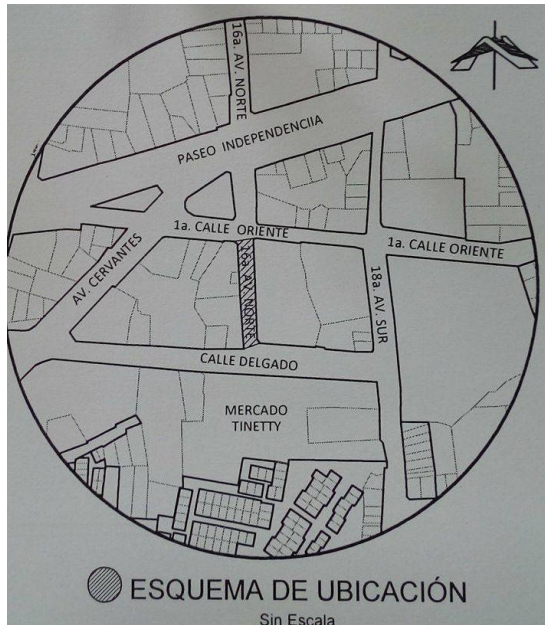 16a. AV. NORTE
PASEO INDEPENDENCIIA
1a. CALLE ORIENTE
1a. CALLE ORIENTE
AV. CERVANTES
16a. AV. NORTE
18a. AV. SUR
CALLE DELGADO
MERCADO
TINETTY
ESQUEMA DE UBICACIÓN
Sin Escala